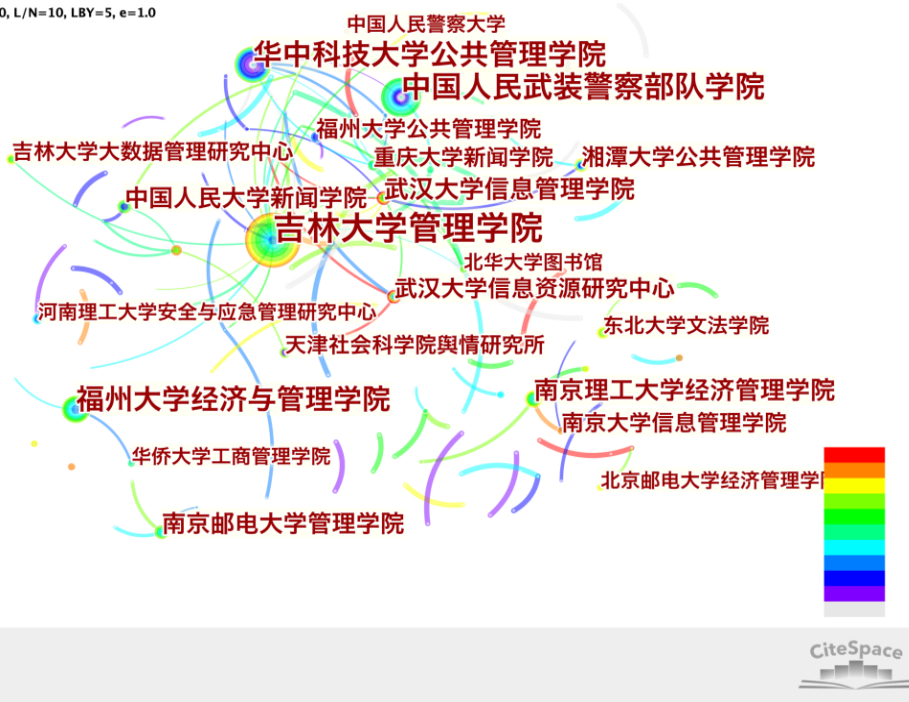 0, L/N=10, LBY=5, e=1.0
中国人民警察大学
华中科技大学公共管理学院
中国人民武装警察部队学院
福州大学公共管理学院
吉林大学大数据管理研究中心
重庆大学新闻学院
湘潭大学公共管理学院
中国人民大学新闻学院
武汉大学信息管理学院
吉林大学管理学院
北华大学图书馆
武汉大学信息资源研究中心
河南理工大学安全与应急管理研究中心
东北大学文法学院
天津社会科学院舆情研究所
福州大学经济与管理学院
南京理工大学经济管理学院
南京大学信息管理学院
华侨大学工商管理学院
北京邮电大学经济管理学
南京邮电大学管理学院
CiteSpace